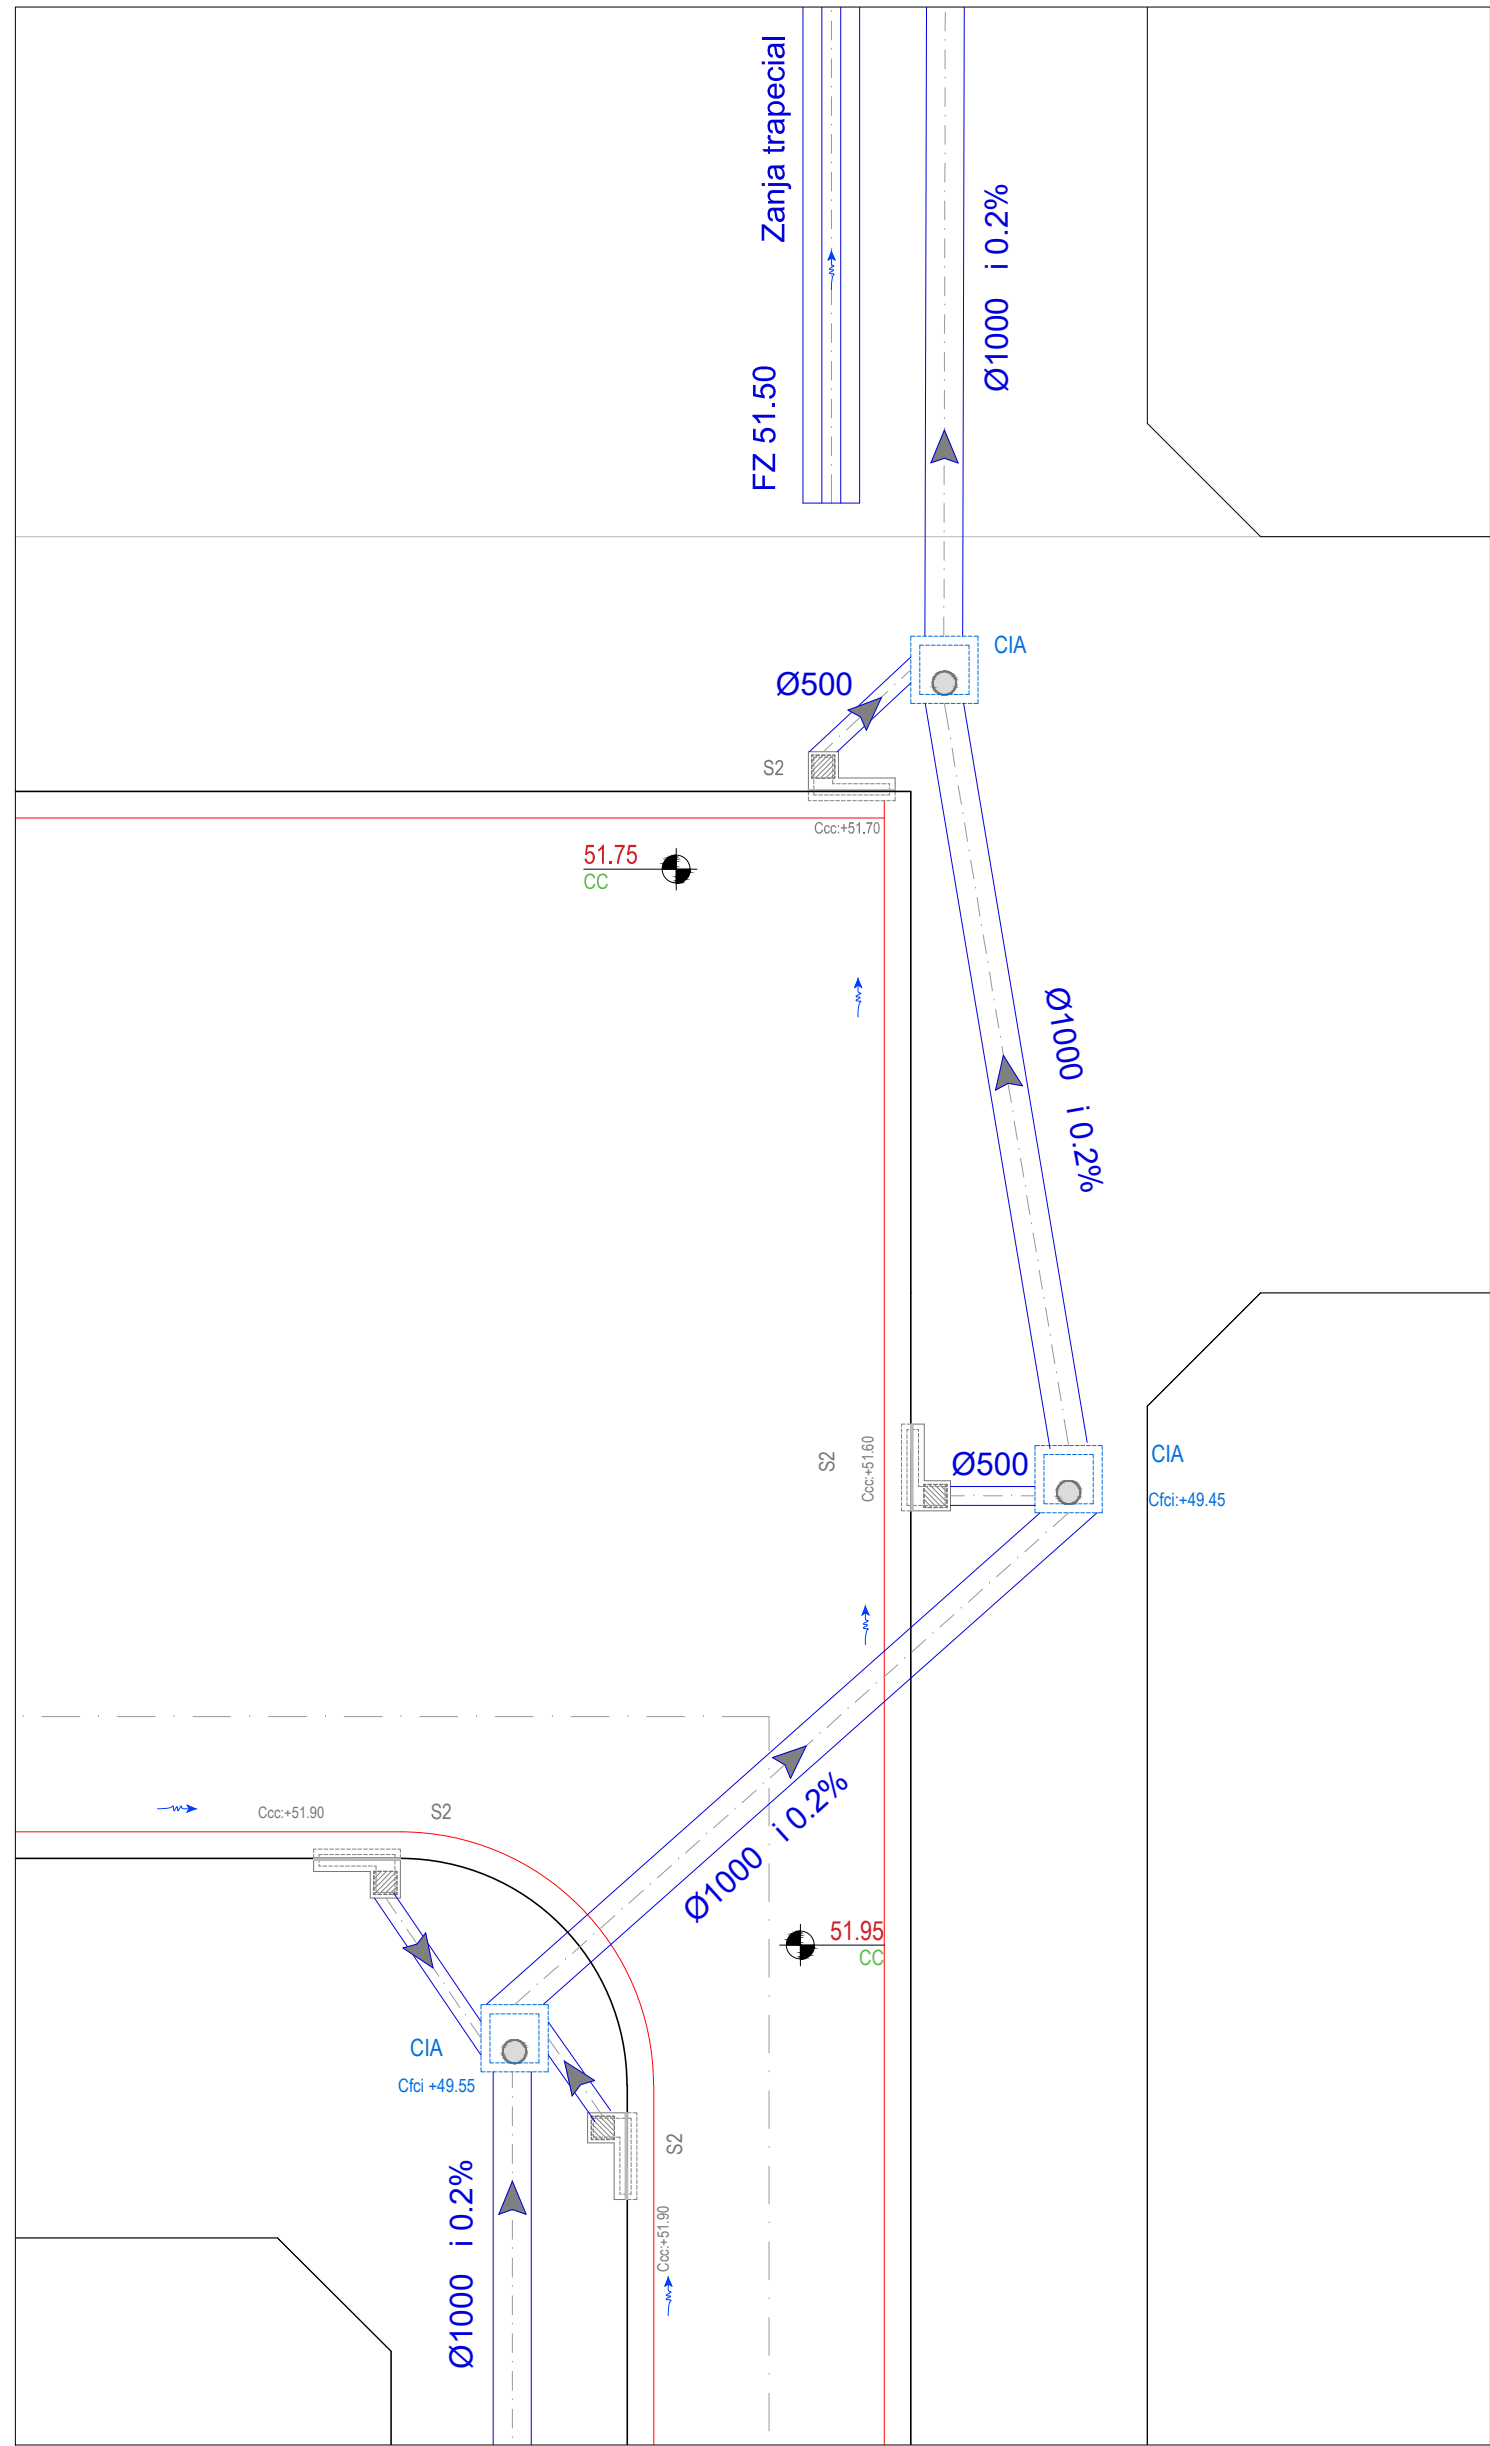 Zanja trapecial
FZ 51.50
Ø1000 i 0.2%
CIA
Ø500
S2
Ccc:+51.70
51.75
CC
Ø1000 i 0.2%
S2
Ccc:+51.60
Ø500
CIA
Cfci:+49.45
Ø1000 i 0.2%
Ccc:+51.90
S2
51.95
CC
CIA
Cfci +49.55
S2
Ccc:+51.90
Ø1000 i 0.2%